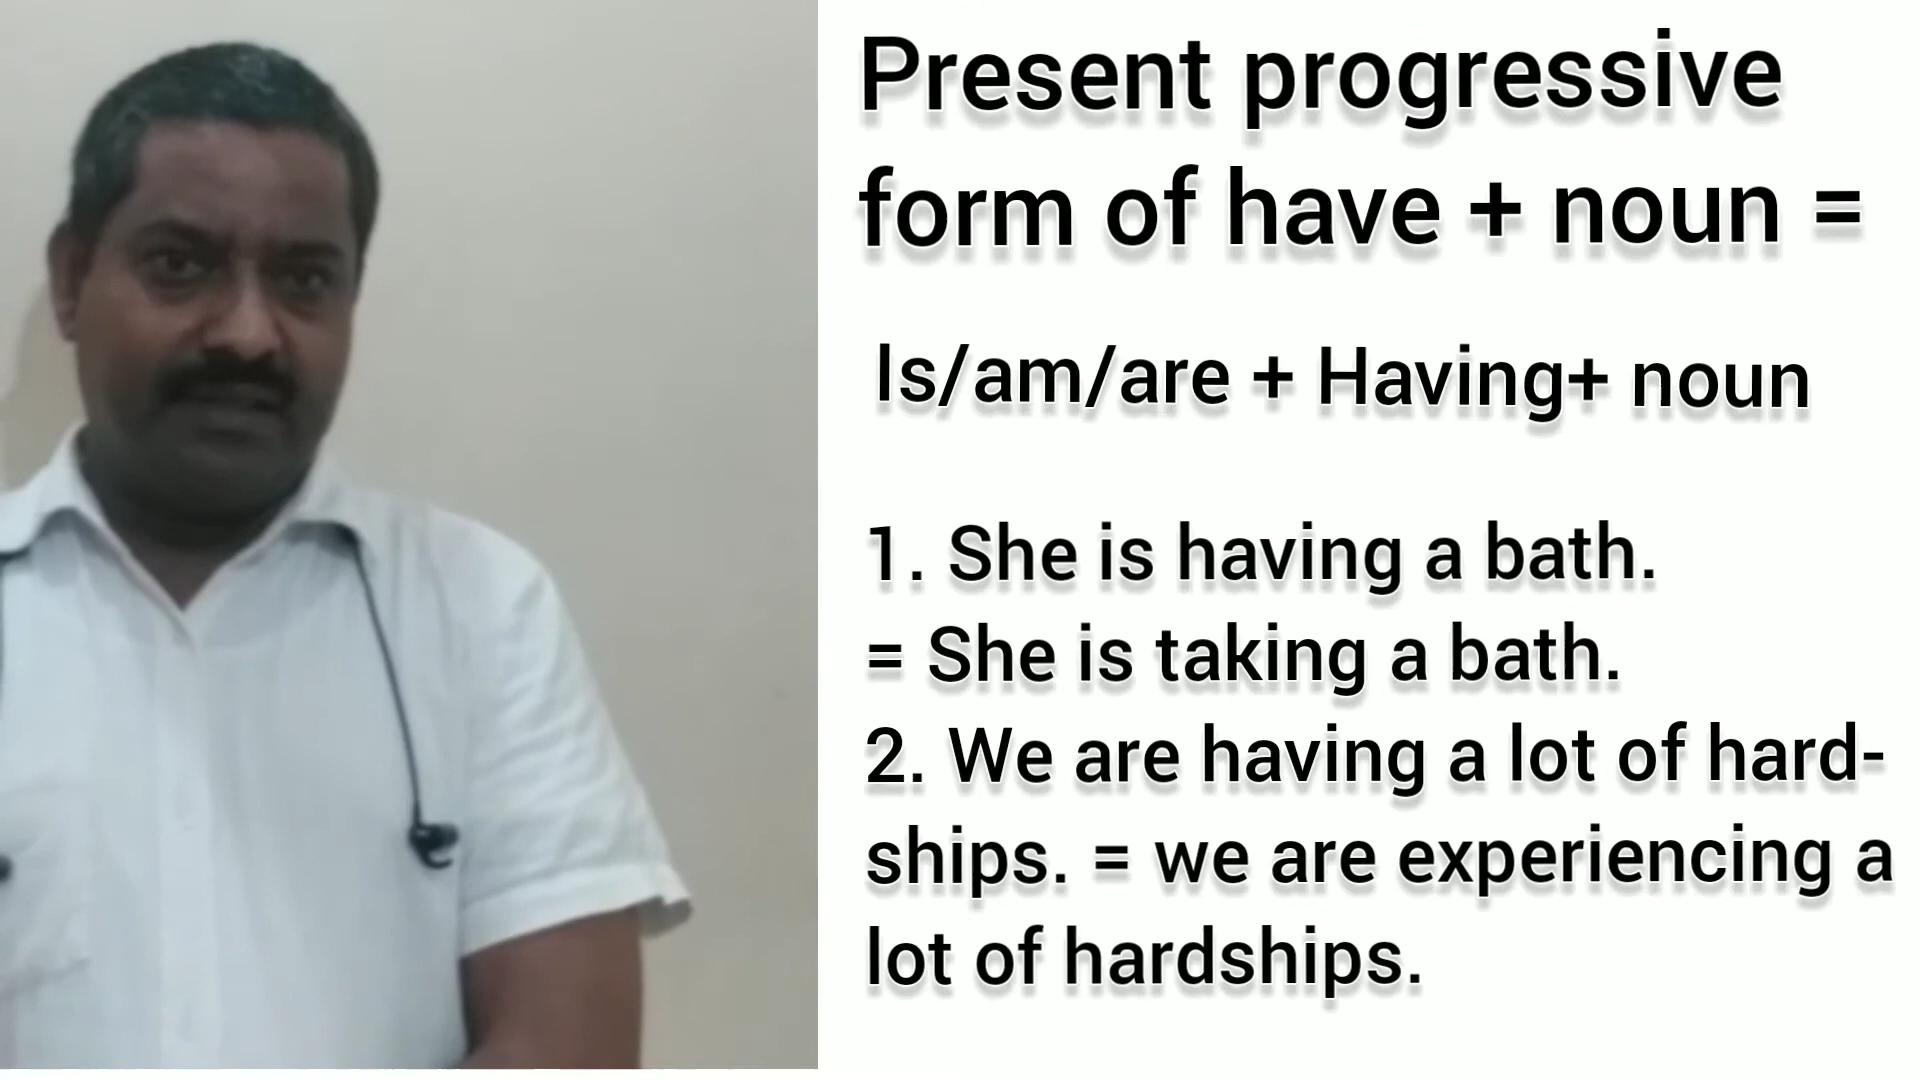 Present progressive
form of have + noun =
Is/am/are + Having+ noun
1. She is having a bath.
= She is taking a bath.
2. We are having a lot of hard-
ships. = we are experiencing a
lot of hardships.